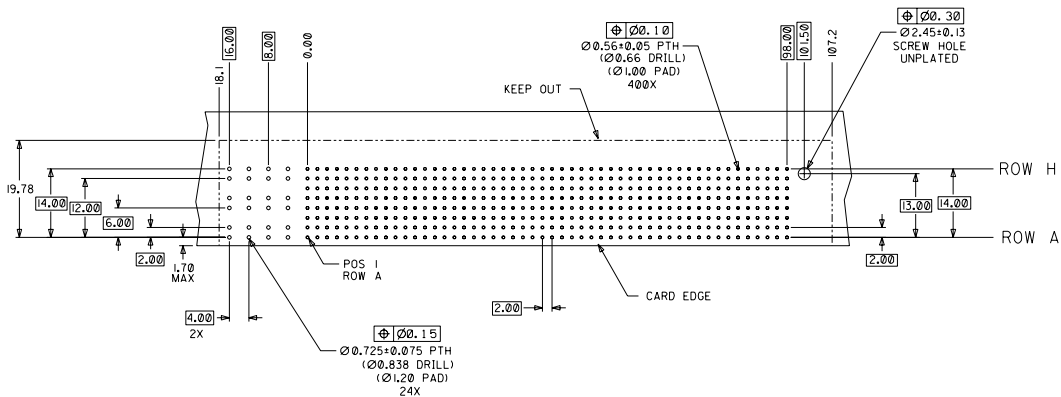 18.1
16.00
8.00
0.00
⌖ Ø0.10
Ø0.56±0.05 PTH
(Ø0.66 DRILL)
(Ø1.00 PAD)
400X
98.00
101.50
107.2
⌖ Ø0.30
Ø2.45±0.13
SCREW HOLE
UNPLATED
KEEP OUT
19.78
14.00
12.00
6.00
2.00
1.70
MAX
ROW H
13.00
14.00
ROW A
2.00
POS 1
ROW A
CARD EDGE
2.00
4.00
2X
⌖ Ø0.15
Ø0.725±0.075 PTH
(Ø0.838 DRILL)
(Ø1.20 PAD)
24X